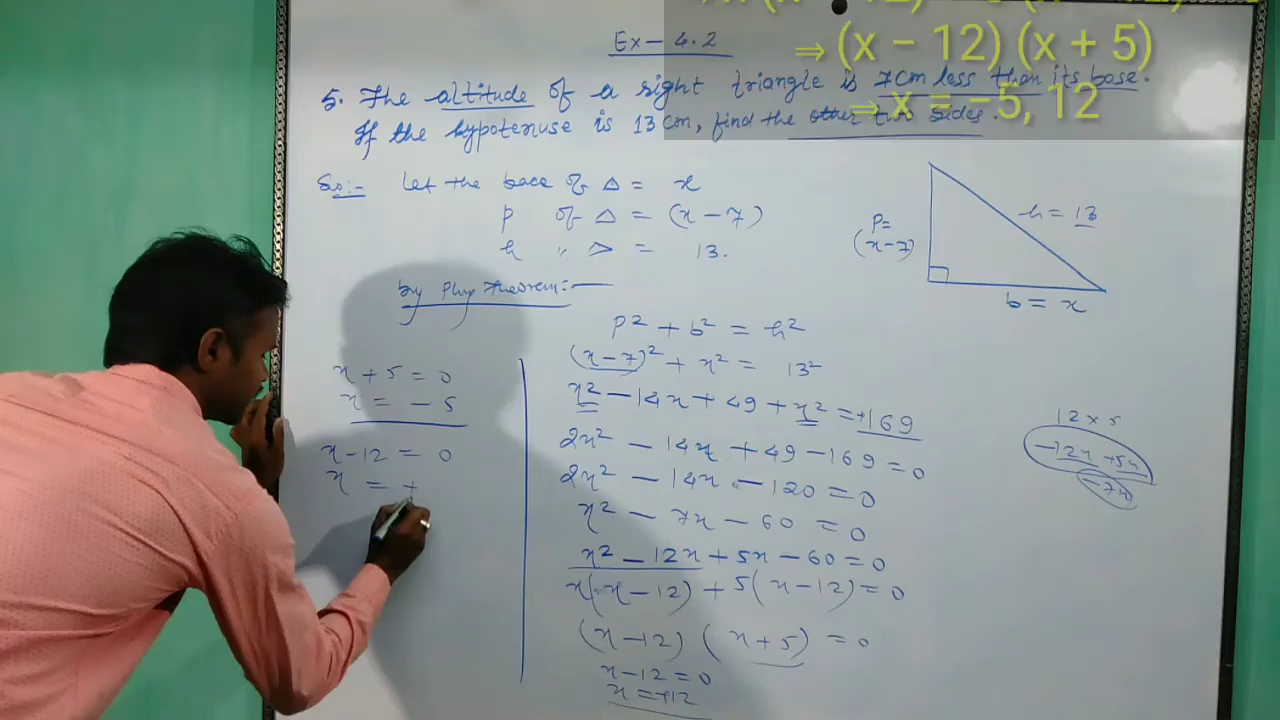 ⇒ (x – 12) (x + 5)
⇒ x = –5, 12
Ex – 4.2
5. The altitude of a right triangle is 7cm less than its base.
If the hypotenuse is 13 cm, find the other two sides.
So:- Let the base of △ = x
P of △ = (x – 7)
h " △ = 13.
by Phy Theorem:-
P² + b² = h²
(x – 7)² + x² = 13²
x² – 14x + 49 + x² = +169
2x² – 14x + 49 – 169 = 0
2x² – 14x – 120 = 0
x² – 7x – 60 = 0
x² – 12x + 5x – 60 = 0
x(x – 12) + 5(x – 12) = 0
(x – 12) (x + 5) = 0
x – 12 = 0
x = +12
x + 5 = 0
x = – 5
x – 12 = 0
x = +
P =
(x – 7)
h = 13
b = x
12 × 5
–12x + 5x
= 7x